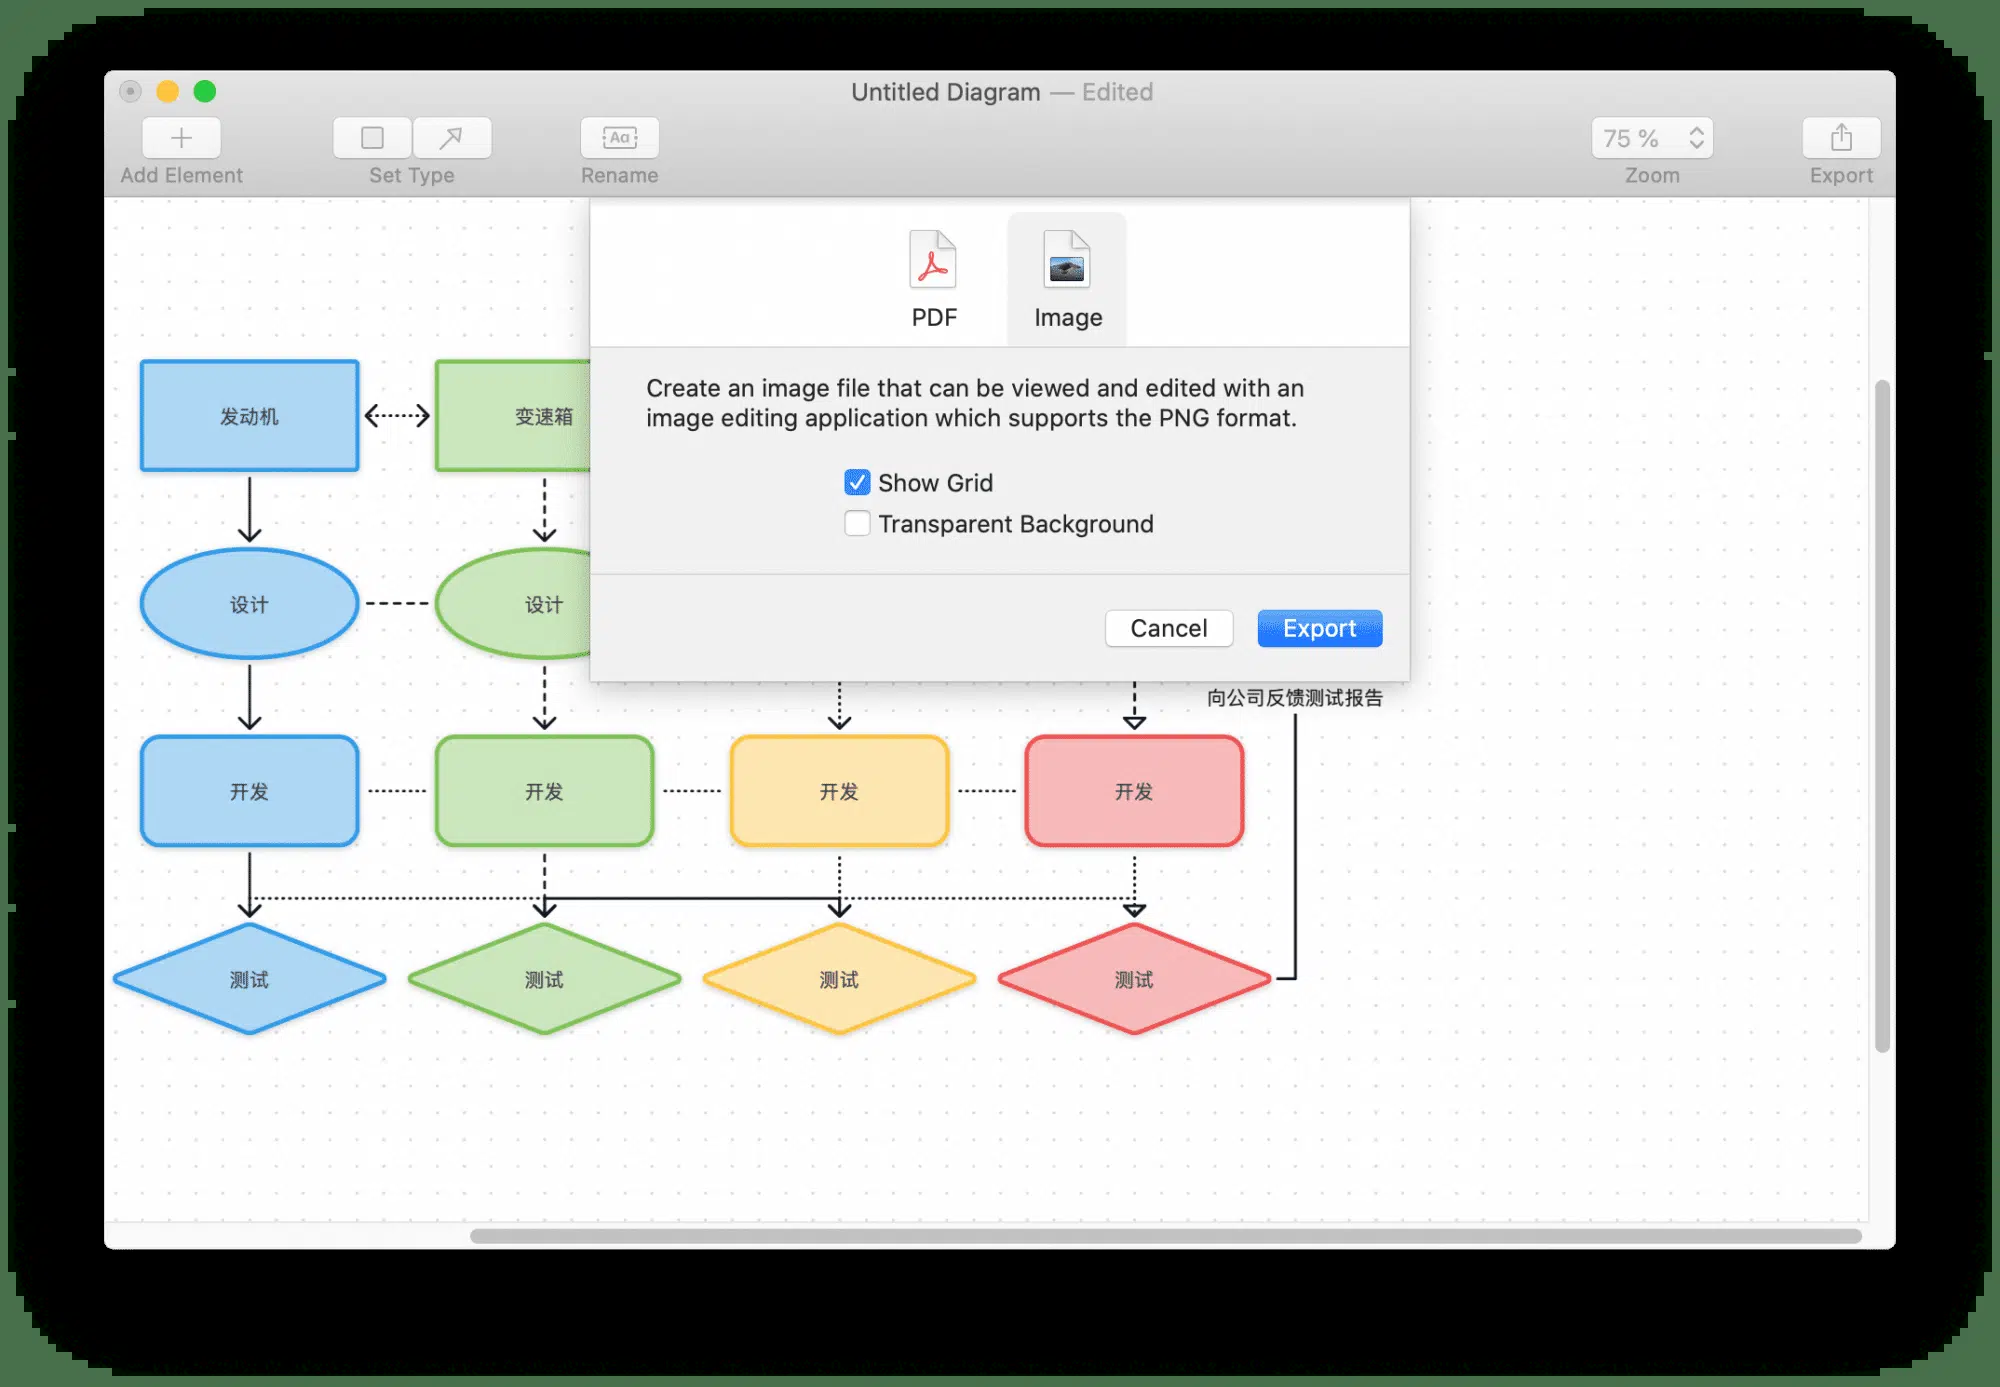 Untitled Diagram — Edited
Aa
75 %
Add Element
Set Type
Rename
Zoom
Export
PDF
Image
Create an image file that can be viewed and edited with an
image editing application which supports the PNG format.
Show Grid
Transparent Background
Cancel
Export
发动机
变速箱
设计
设计
向公司反馈测试报告
开发
开发
开发
开发
测试
测试
测试
测试